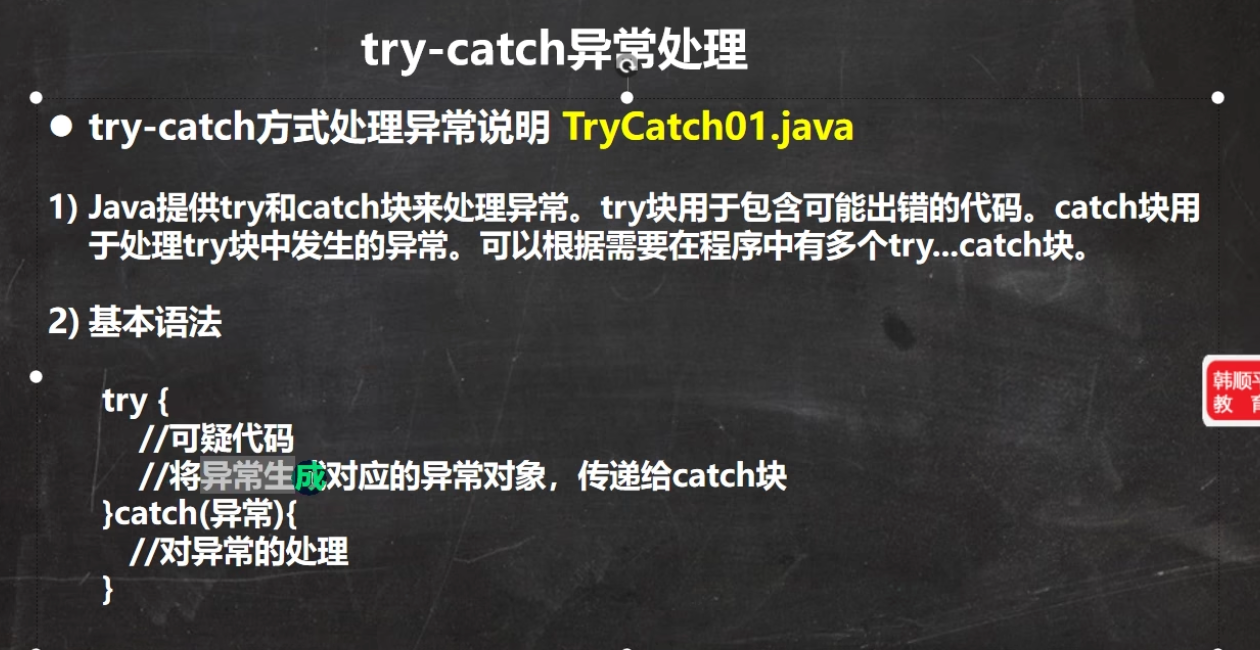 try-catch异常处理
● try-catch方式处理异常说明 TryCatch01.java
1) Java提供try和catch块来处理异常。try块用于包含可能出错的代码。catch块用
于处理try块中发生的异常。可以根据需要在程序中有多个try...catch块。
2) 基本语法
try {
//可疑代码
//将异常生成对应的异常对象，传递给catch块
}catch(异常){
//对异常的处理
}
韩顺平
教 育